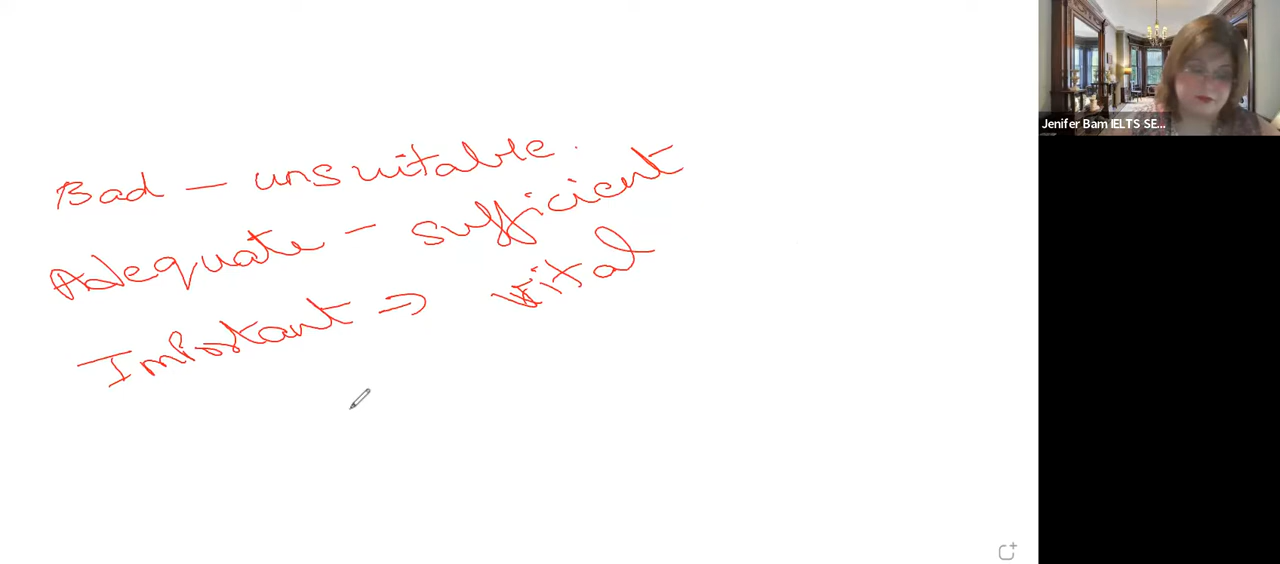 Bad - unsuitable.
Adequate - sufficient
Important => Vital
Jenifer Bam IELTS SE...